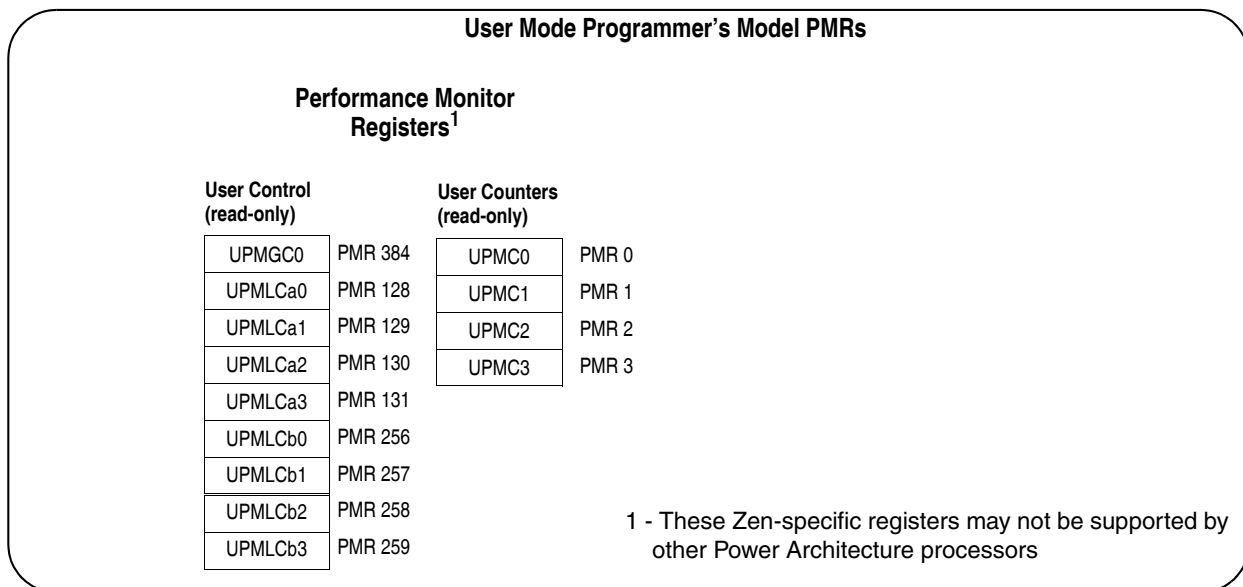 User Mode Programmer's Model PMRs
Performance Monitor
Registers1
User Control
(read-only)
UPMGC0 PMR 384
UPMLCa0 PMR 128
UPMLCa1 PMR 129
UPMLCa2 PMR 130
UPMLCa3 PMR 131
UPMLCb0 PMR 256
UPMLCb1 PMR 257
UPMLCb2 PMR 258
UPMLCb3 PMR 259
User Counters
(read-only)
UPMC0 PMR 0
UPMC1 PMR 1
UPMC2 PMR 2
UPMC3 PMR 3
1 - These Zen-specific registers may not be supported by
other Power Architecture processors